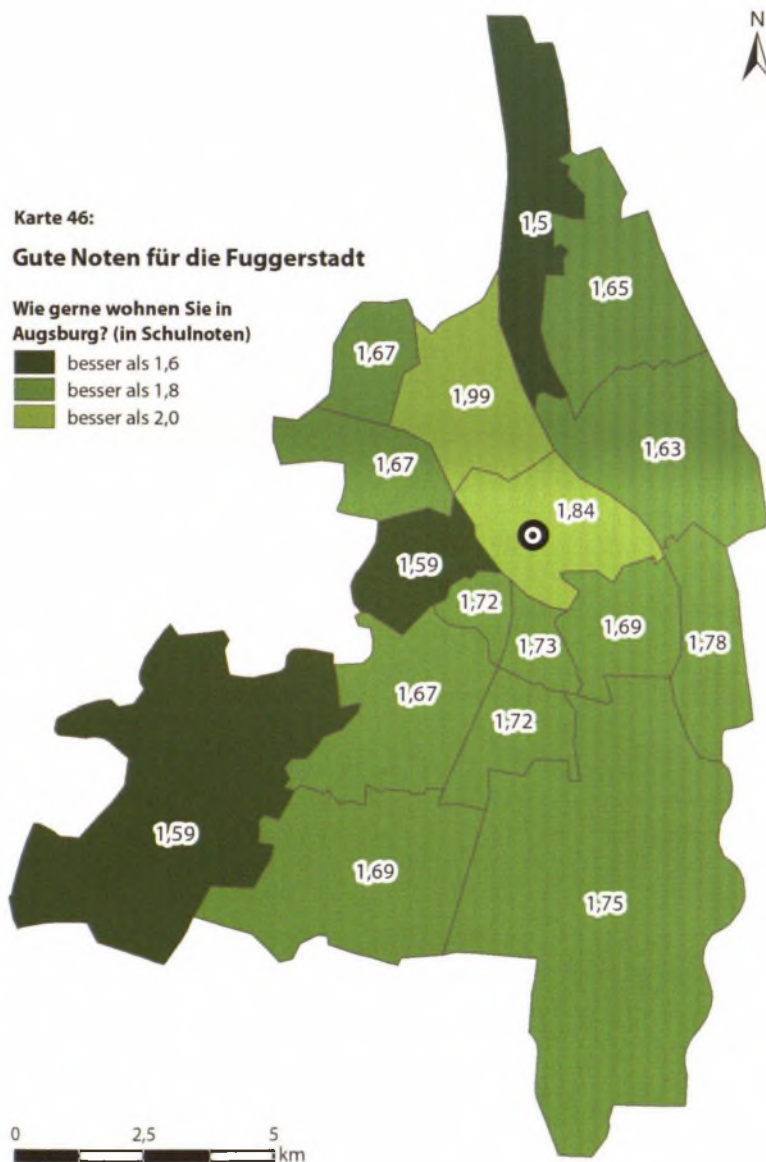 N
Karte 46:
Gute Noten für die Fuggerstadt
Wie gerne wohnen Sie in
Augsburg? (in Schulnoten)
besser als 1,6
besser als 1,8
besser als 2,0
1,5
1,65
1,67
1,99
1,63
1,67
1,84
1,59
1,72
1,73
1,69
1,78
1,67
1,72
1,59
1,69
1,75
0 2,5 5
km